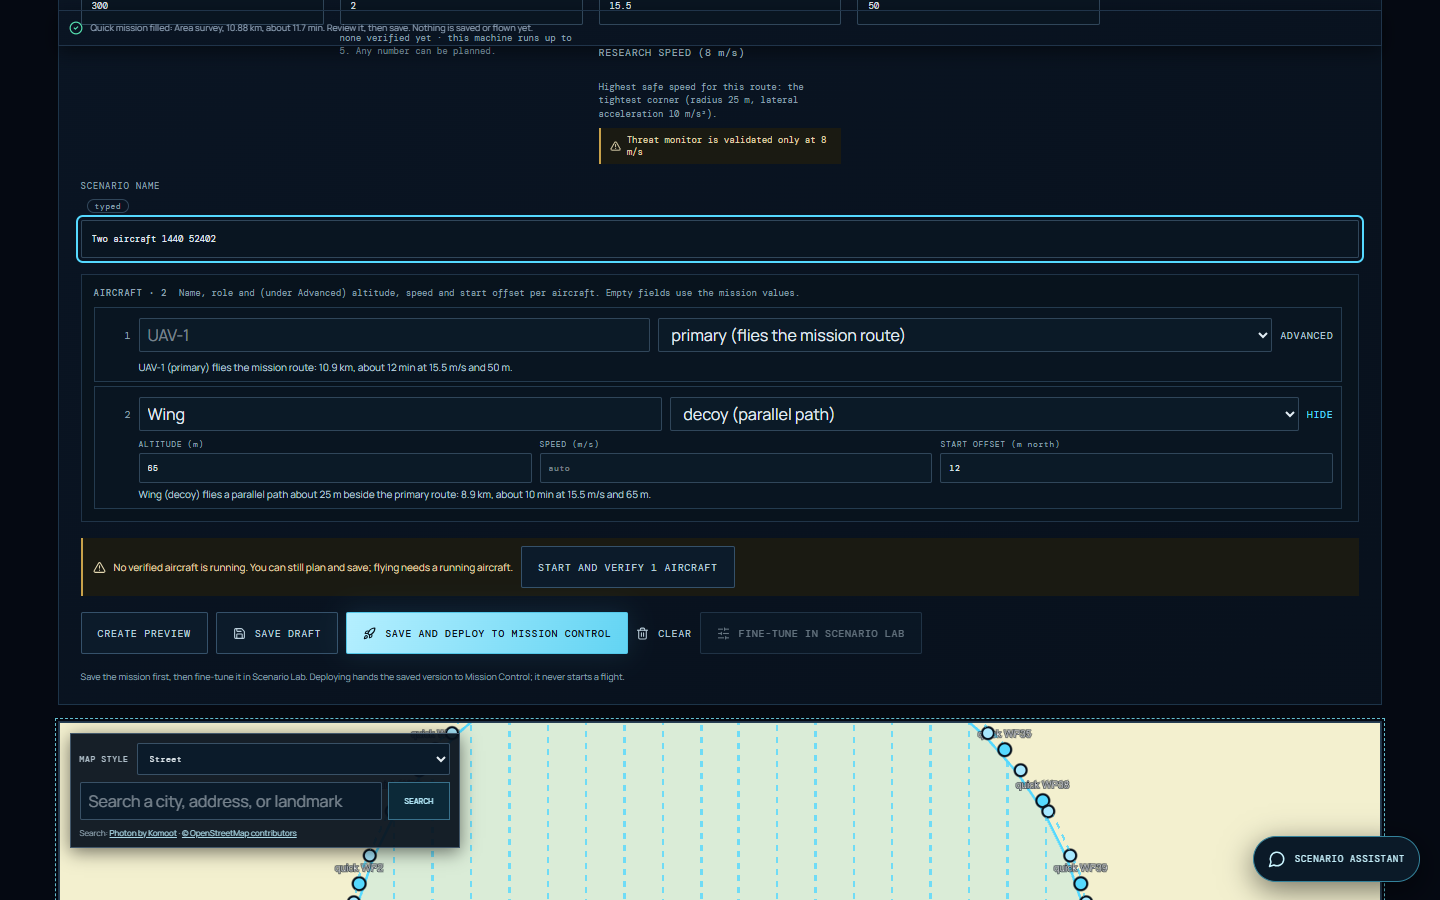 300
2
15.5
50
Quick mission filled: Area survey, 10.88 km, about 11.7 min. Review it, then save. Nothing is saved or flown yet.
none verified yet · this machine runs up to
5. Any number can be planned.
RESEARCH SPEED (8 m/s)
Highest safe speed for this route: the
tightest corner (radius 25 m, lateral
acceleration 10 m/s²).
Threat monitor is validated only at 8
m/s
SCENARIO NAME
typed
Two aircraft 1440 52402
AIRCRAFT · 2 Name, role and (under Advanced) altitude, speed and start offset per aircraft. Empty fields use the mission values.
1
UAV-1
primary (flies the mission route)
ADVANCED
UAV-1 (primary) flies the mission route: 10.9 km, about 12 min at 15.5 m/s and 50 m.
2
Wing
decoy (parallel path)
HIDE
ALTITUDE (m)
SPEED (m/s)
START OFFSET (m north)
65
auto
12
Wing (decoy) flies a parallel path about 25 m beside the primary route: 8.9 km, about 10 min at 15.5 m/s and 65 m.
No verified aircraft is running. You can still plan and save; flying needs a running aircraft.
START AND VERIFY 1 AIRCRAFT
CREATE PREVIEW
SAVE DRAFT
SAVE AND DEPLOY TO MISSION CONTROL
CLEAR
FINE-TUNE IN SCENARIO LAB
Save the mission first, then fine-tune it in Scenario Lab. Deploying hands the saved version to Mission Control; it never starts a flight.
MAP STYLE
Street
Search a city, address, or landmark
SEARCH
Search: Photon by Komoot · © OpenStreetMap contributors
quick WP2
SCENARIO ASSISTANT